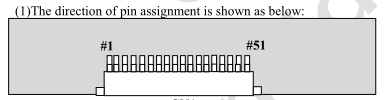 (1)The direction of pin assignment is shown as below:
#1 #51